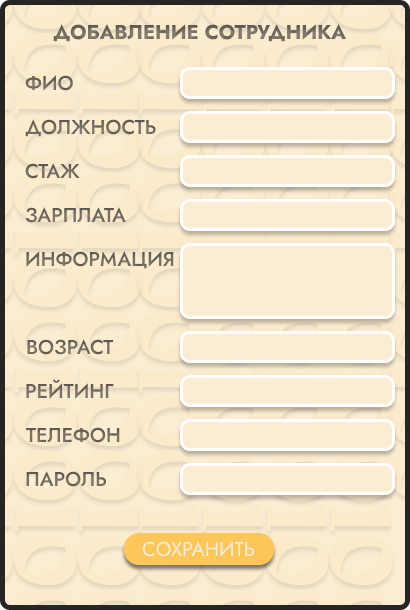 ДОБАВЛЕНИЕ СОТРУДНИКА
ФИО
ДОЛЖНОСТЬ
СТАЖ
ЗАРПЛАТА
ИНФОРМАЦИЯ
ВОЗРАСТ
РЕЙТИНГ
ТЕЛЕФОН
ПАРОЛЬ
СОХРАНИТЬ